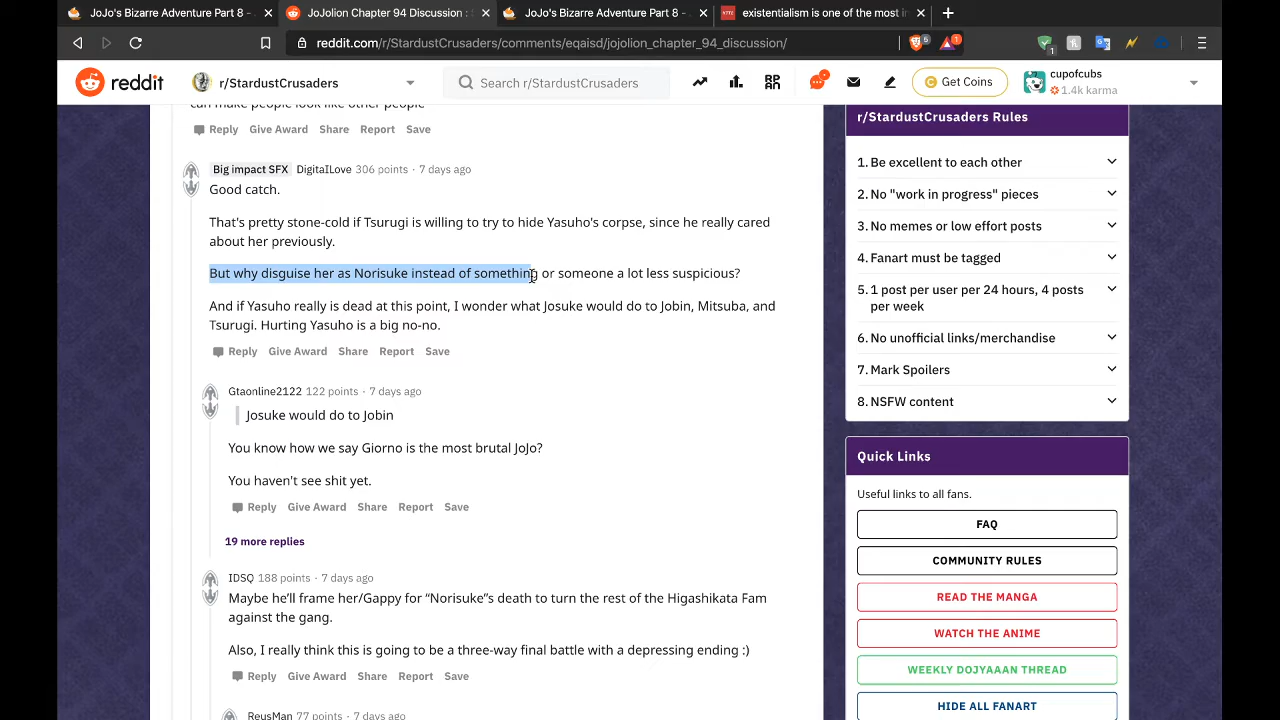 JoJo's Bizarre Adventure Part 8 -
JoJolion Chapter 94 Discussion :
JoJo's Bizarre Adventure Part 8 -
existentialism is one of the most i
reddit.com/r/StardustCrusaders/comments/eqaisd/jojolion_chapter_94_discussion/
5
1
1
reddit
r/StardustCrusaders
Search r/StardustCrusaders
Get Coins
cupofcubs
1.4k karma
can make people look like other people
Reply Give Award Share Report Save
Big impact SFX DigitaILove 306 points · 7 days ago
Good catch.
That's pretty stone-cold if Tsurugi is willing to try to hide Yasuho's corpse, since he really cared
about her previously.
But why disguise her as Norisuke instead of something or someone a lot less suspicious?
And if Yasuho really is dead at this point, I wonder what Josuke would do to Jobin, Mitsuba, and
Tsurugi. Hurting Yasuho is a big no-no.
Reply Give Award Share Report Save
Gtaonline2122 122 points · 7 days ago
Josuke would do to Jobin
You know how we say Giorno is the most brutal JoJo?
You haven't see shit yet.
Reply Give Award Share Report Save
19 more replies
IDSQ 188 points · 7 days ago
Maybe he'll frame her/Gappy for “Norisuke”s death to turn the rest of the Higashikata Fam
against the gang.
Also, I really think this is going to be a three-way final battle with a depressing ending :)
Reply Give Award Share Report Save
ReusMan 77 points · 7 days ago
r/StardustCrusaders Rules
1. Be excellent to each other
2. No "work in progress" pieces
3. No memes or low effort posts
4. Fanart must be tagged
5. 1 post per user per 24 hours, 4 posts
per week
6. No unofficial links/merchandise
7. Mark Spoilers
8. NSFW content
Quick Links
Useful links to all fans.
FAQ
COMMUNITY RULES
READ THE MANGA
WATCH THE ANIME
WEEKLY DOJYAAAN THREAD
HIDE ALL FANART